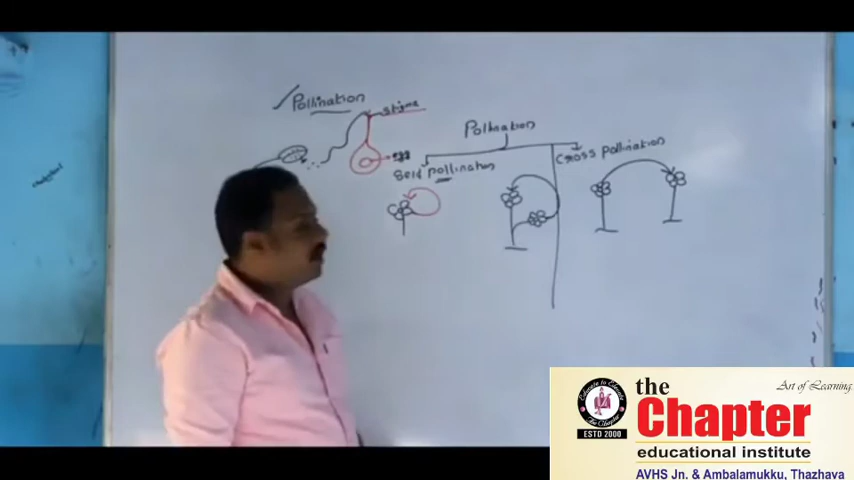 Pollination
stigma
egg
Pollination
Self pollination
Cross pollination
the
Art of Learning
Chapter
ESTD 2000
educational institute
AVHS Jn. & Ambalamukku, Thazhava